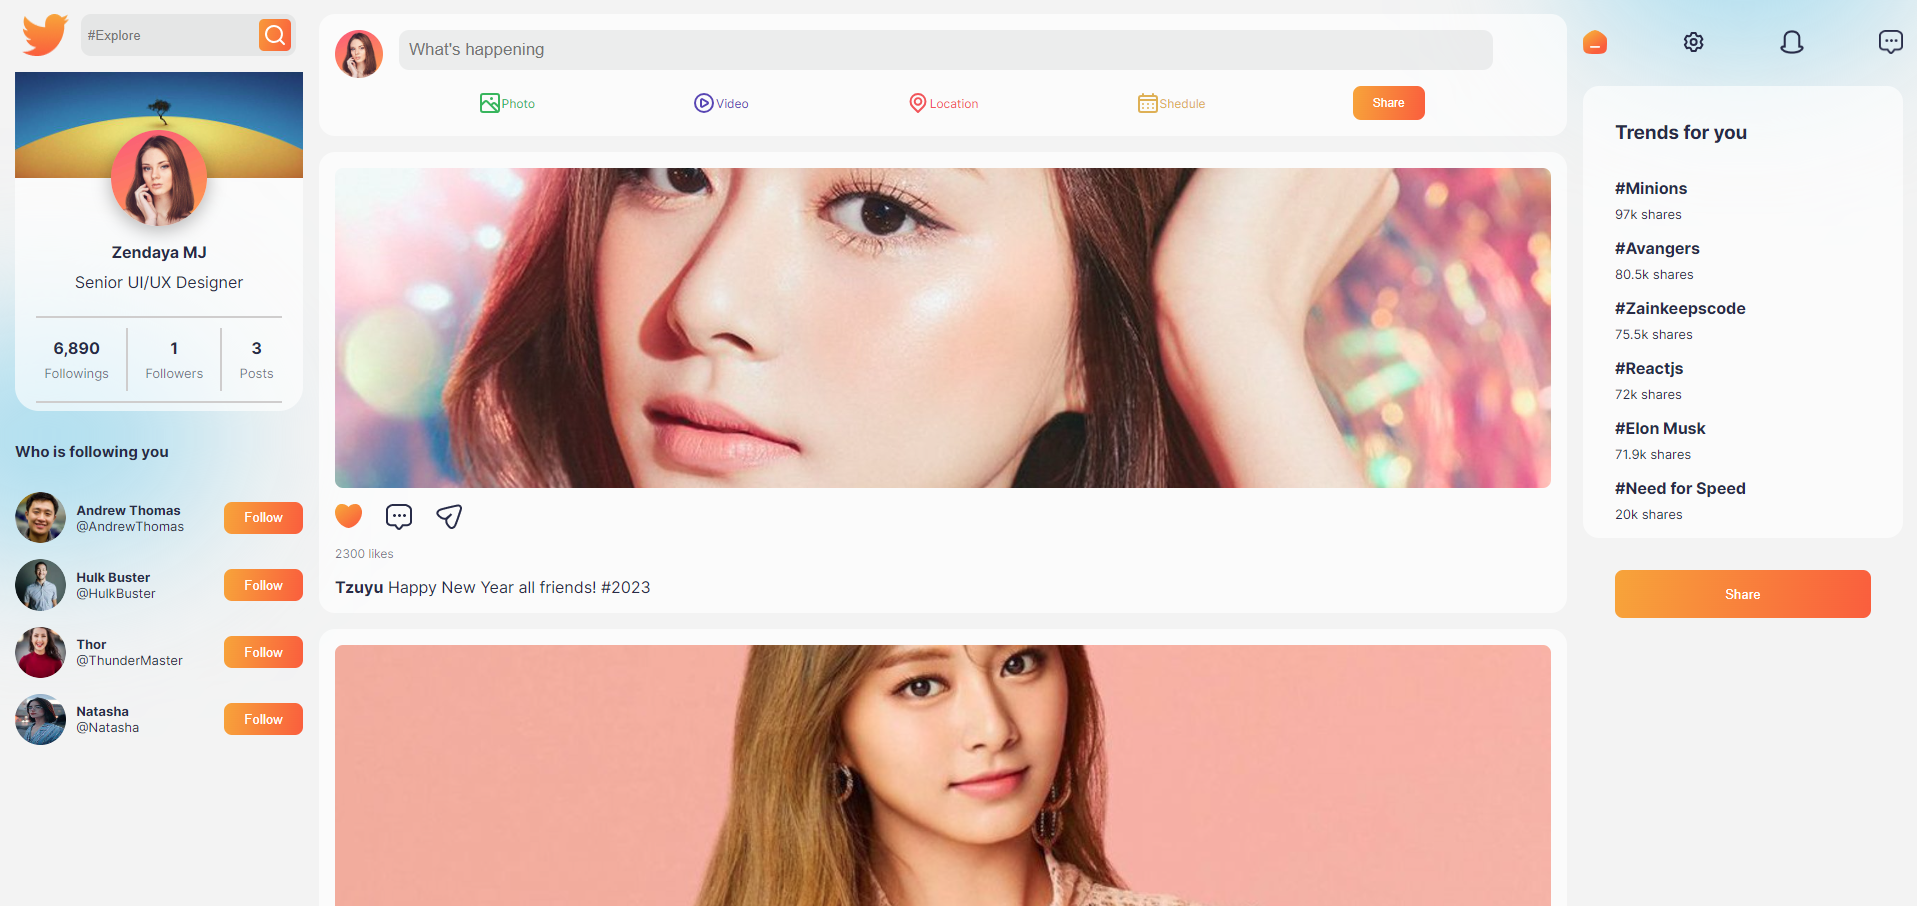 #Explore
Zendaya MJ
Senior UI/UX Designer
6,890
Followings
1
Followers
3
Posts
Who is following you
Andrew Thomas
@AndrewThomas
Follow
Hulk Buster
@HulkBuster
Follow
Thor
@ThunderMaster
Follow
Natasha
@Natasha
Follow
What's happening
Photo
Video
Location
Shedule
Share
2300 likes
Tzuyu Happy New Year all friends! #2023
Trends for you
#Minions
97k shares
#Avangers
80.5k shares
#Zainkeepscode
75.5k shares
#Reactjs
72k shares
#Elon Musk
71.9k shares
#Need for Speed
20k shares
Share